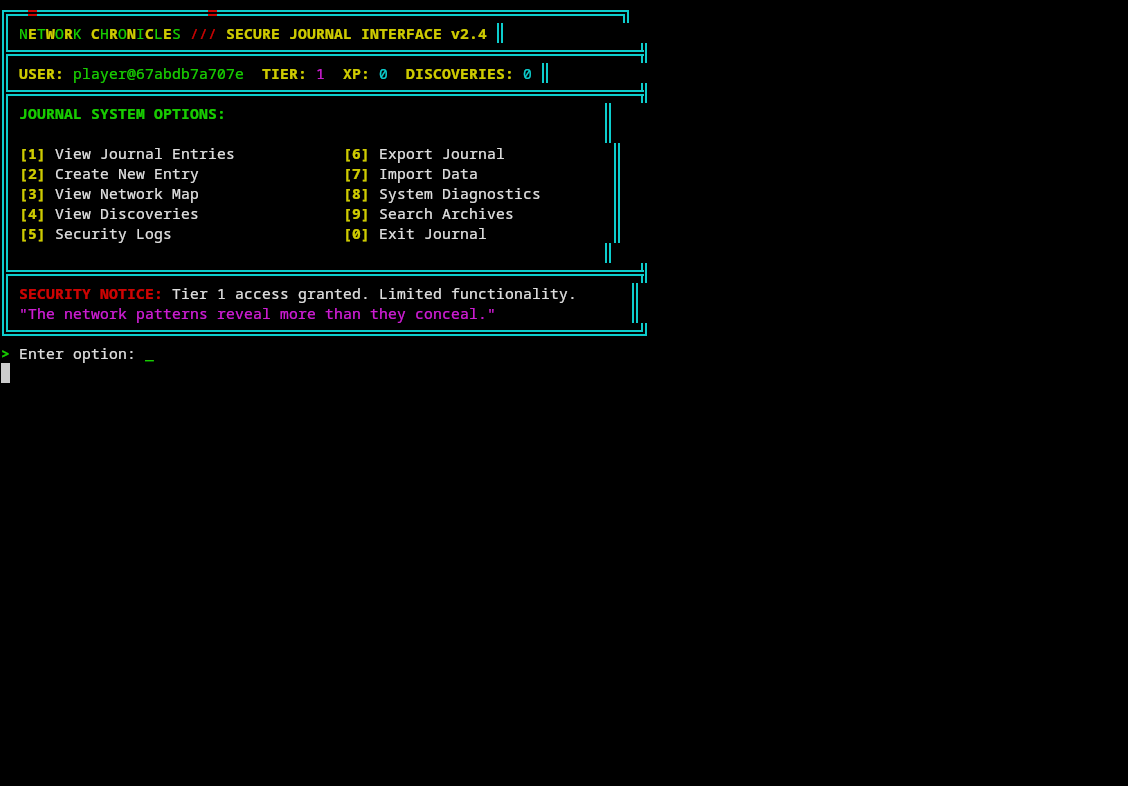 NETWORK CHRONICLES /// SECURE JOURNAL INTERFACE v2.4
USER: player@67abdb7a707e TIER: 1 XP: 0 DISCOVERIES: 0
JOURNAL SYSTEM OPTIONS:
[1] View Journal Entries [6] Export Journal
[2] Create New Entry [7] Import Data
[3] View Network Map [8] System Diagnostics
[4] View Discoveries [9] Search Archives
[5] Security Logs [0] Exit Journal
SECURITY NOTICE: Tier 1 access granted. Limited functionality.
"The network patterns reveal more than they conceal."
> Enter option: _